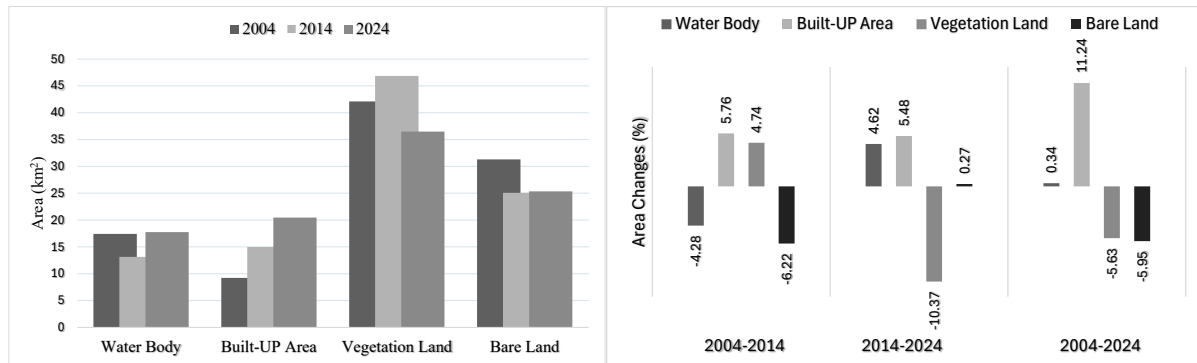 2004 2014 2024
Area (km²)
50
45
40
35
30
25
20
15
10
5
0
Water Body Built-UP Area Vegetation Land Bare Land
Water Body Built-UP Area Vegetation Land Bare Land
Area Changes (%)
-4.28 5.76 4.74 -6.22
4.62 5.48 -10.37 0.27
0.34 11.24 -5.63 -5.95
2004-2014 2014-2024 2004-2024